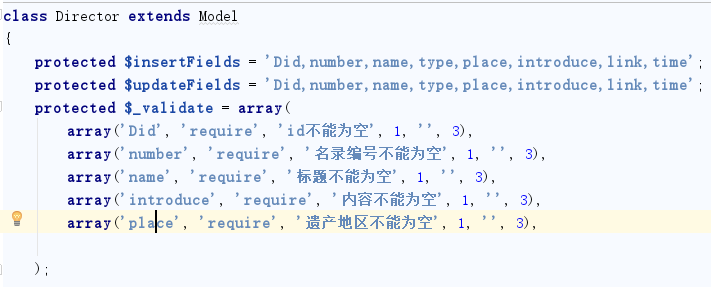 class Director extends Model
{
protected $insertFields = 'Did,number,name,type,place,introduce,link,time';
protected $updateFields = 'Did,number,name,type,place,introduce,link,time';
protected $_validate = array(
array('Did', 'require', 'id不能为空', 1, '', 3),
array('number', 'require', '名录编号不能为空', 1, '', 3),
array('name', 'require', '标题不能为空', 1, '', 3),
array('introduce', 'require', '内容不能为空', 1, '', 3),
array('place', 'require', '遗产地区不能为空', 1, '', 3),
);